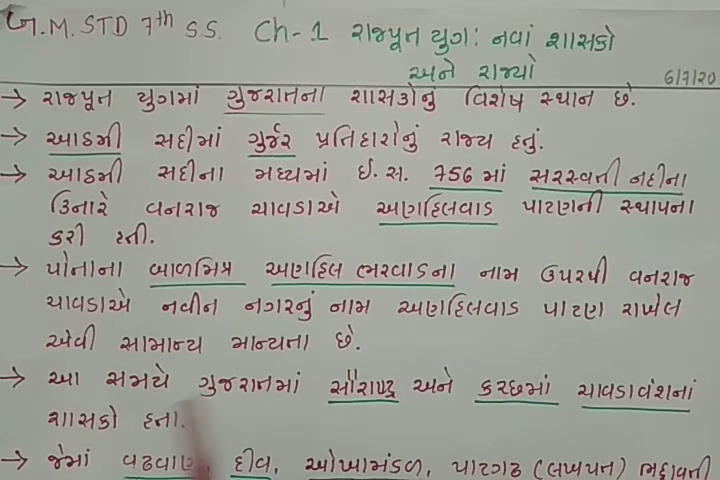 ગુ.M. STD 7th S.S. Ch-1 રાજપૂત યુગ: નવાં શાસકો
અને રાજ્યો 6/7/20
→ રાજપૂત યુગમાં ગુજરાતના શાસકોનું વિશેષ સ્થાન છે.
→ આઠમી સદીમાં ગુર્જર પ્રતિહારોનું રાજ્ય હતું.
→ આઠમી સદીના મધ્યમાં ઈ.સ. 756 માં સરસ્વતી નદીના
કિનારે વનરાજ ચાવડાએ અણહિલવાડ પાટણની સ્થાપના
કરી હતી.
→ પોતાના બાળમિત્ર અણહિલ ભરવાડના નામ ઉપરથી વનરાજ
ચાવડાએ નવીન નગરનું નામ અણહિલવાડ પાટણ રાખેલ
એવી સામાન્ય માન્યતા છે.
→ આ સમયે ગુજરાતમાં સૌરાષ્ટ્ર અને કચ્છમાં ચાવડાવંશનાં
શાસકો હતા.
→ જેમાં વઢવાણ, દીવ, ઓખામંડળ, પાટગઢ (લખપત) ભદ્રાવતી